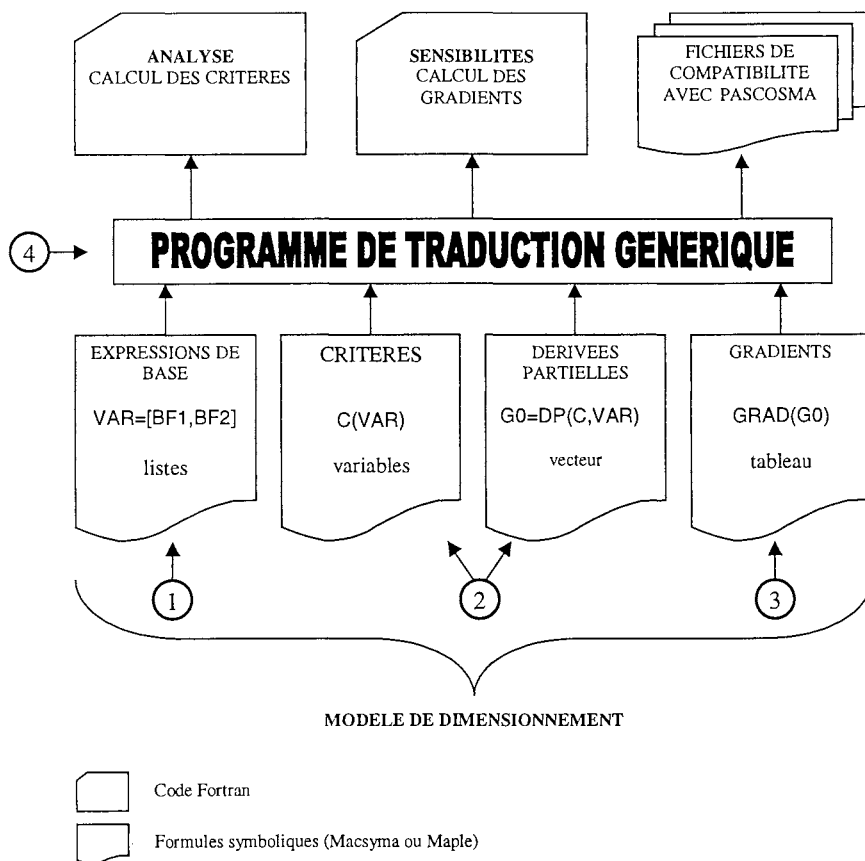 ANALYSE
CALCUL DES CRITERES
SENSIBILITES
CALCUL DES
GRADIENTS
FICHIERS DE
COMPATIBILITE
AVEC PASCOSMA
4
PROGRAMME DE TRADUCTION GENERIQUE
EXPRESSIONS DE
BASE
VAR=[BF1,BF2]
listes
CRITERES
C(VAR)
variables
DERIVEES
PARTIELLES
G0=DP(C,VAR)
vecteur
GRADIENTS
GRAD(G0)
tableau
1
2
3
MODELE DE DIMENSIONNEMENT
Code Fortran
Formules symboliques (Macsyma ou Maple)